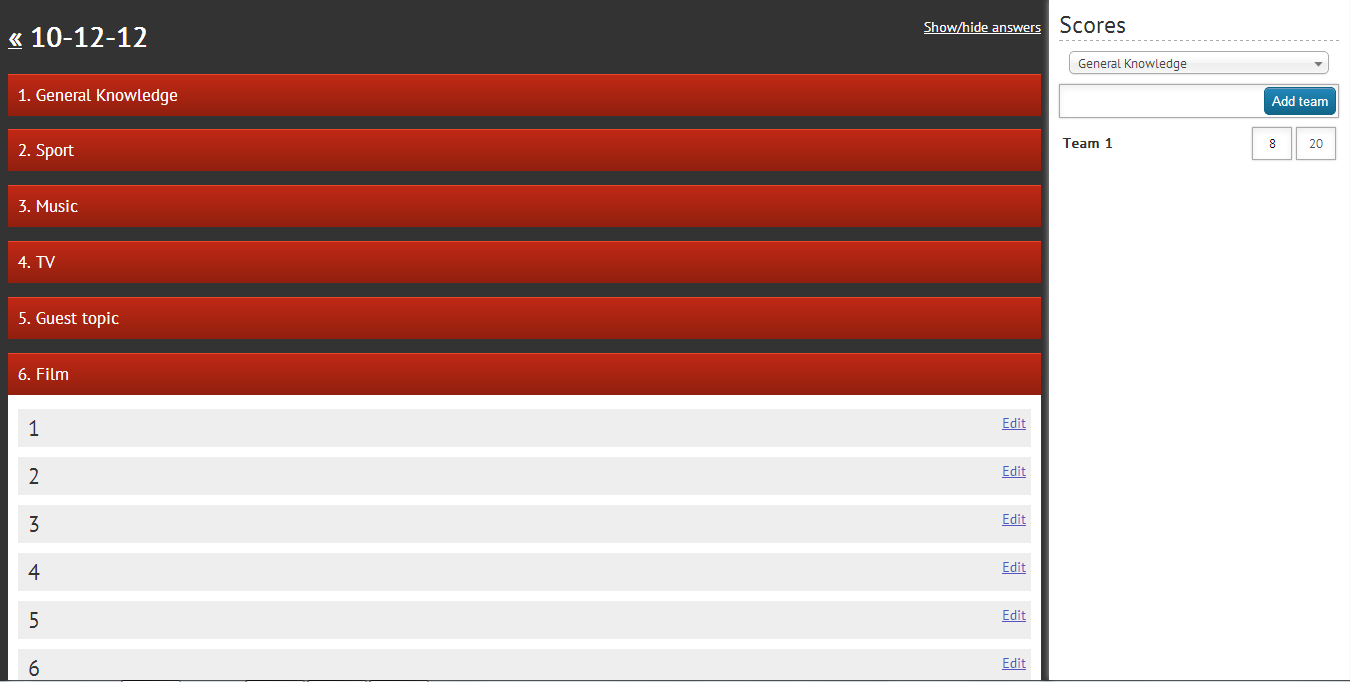 « 10-12-12
Show/hide answers
1. General Knowledge
2. Sport
3. Music
4. TV
5. Guest topic
6. Film
1 Edit
2 Edit
3 Edit
4 Edit
5 Edit
6 Edit
Scores
General Knowledge
Add team
Team 1 8 20